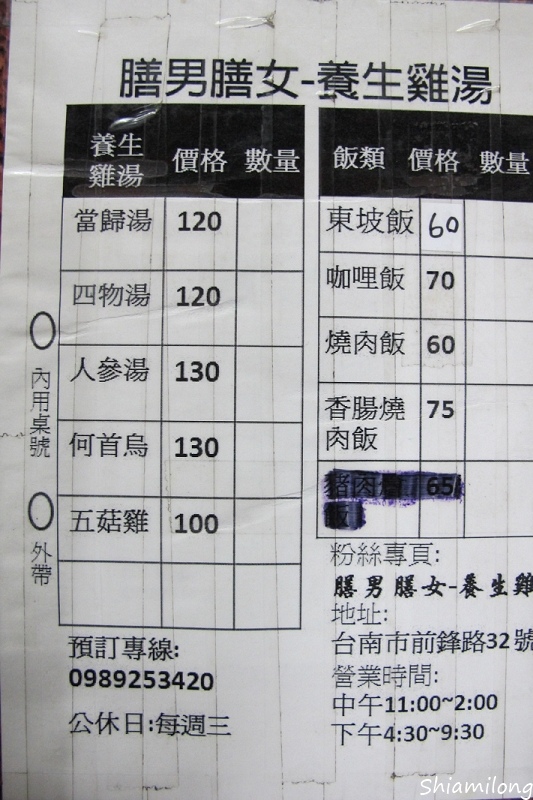 膳男膳女-養生雞湯
養生雞湯 價格 數量
當歸湯 120
四物湯 120
人參湯 130
何首烏 130
五菇雞 100
內用桌號
外帶
預訂專線:
0989253420
公休日:每週三
飯類 價格 數量
東坡飯 60
咖哩飯 70
燒肉飯 60
香腸燒肉飯 75
豬肉 飯 65
粉絲專頁:
膳男膳女-養生雞
地址:
台南市前鋒路32號
營業時間:
中午11:00~2:00
下午4:30~9:30
Shiamilong